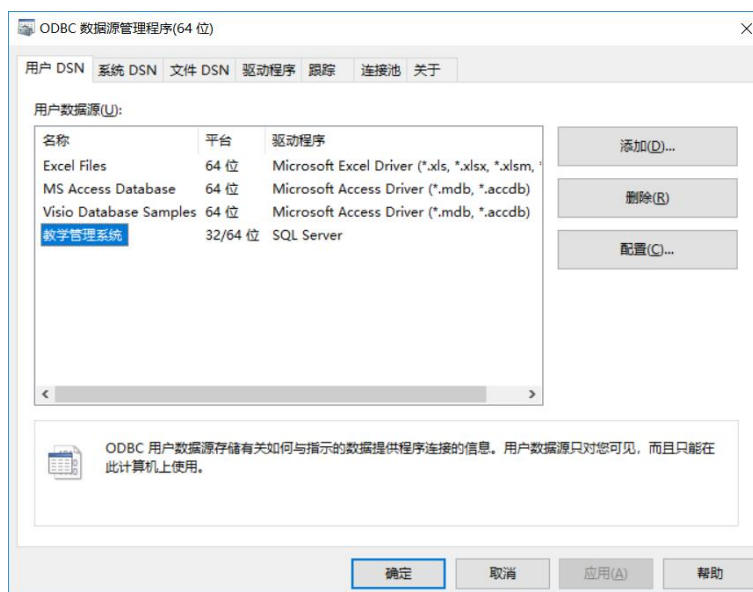 ODBC 数据源管理程序(64 位)
用户 DSN 系统 DSN 文件 DSN 驱动程序 跟踪 连接池 关于
用户数据源(U):
名称 平台 驱动程序
Excel Files 64 位 Microsoft Excel Driver (*.xls, *.xlsx, *.xlsm, *
MS Access Database 64 位 Microsoft Access Driver (*.mdb, *.accdb)
Visio Database Samples 64 位 Microsoft Access Driver (*.mdb, *.accdb)
教学管理系统 32/64 位 SQL Server
添加(D)...
删除(R)
配置(C)...
ODBC 用户数据源存储有关如何与指示的数据提供程序连接的信息。用户数据源只对您可见，而且只能在
此计算机上使用。
确定 取消 应用(A) 帮助